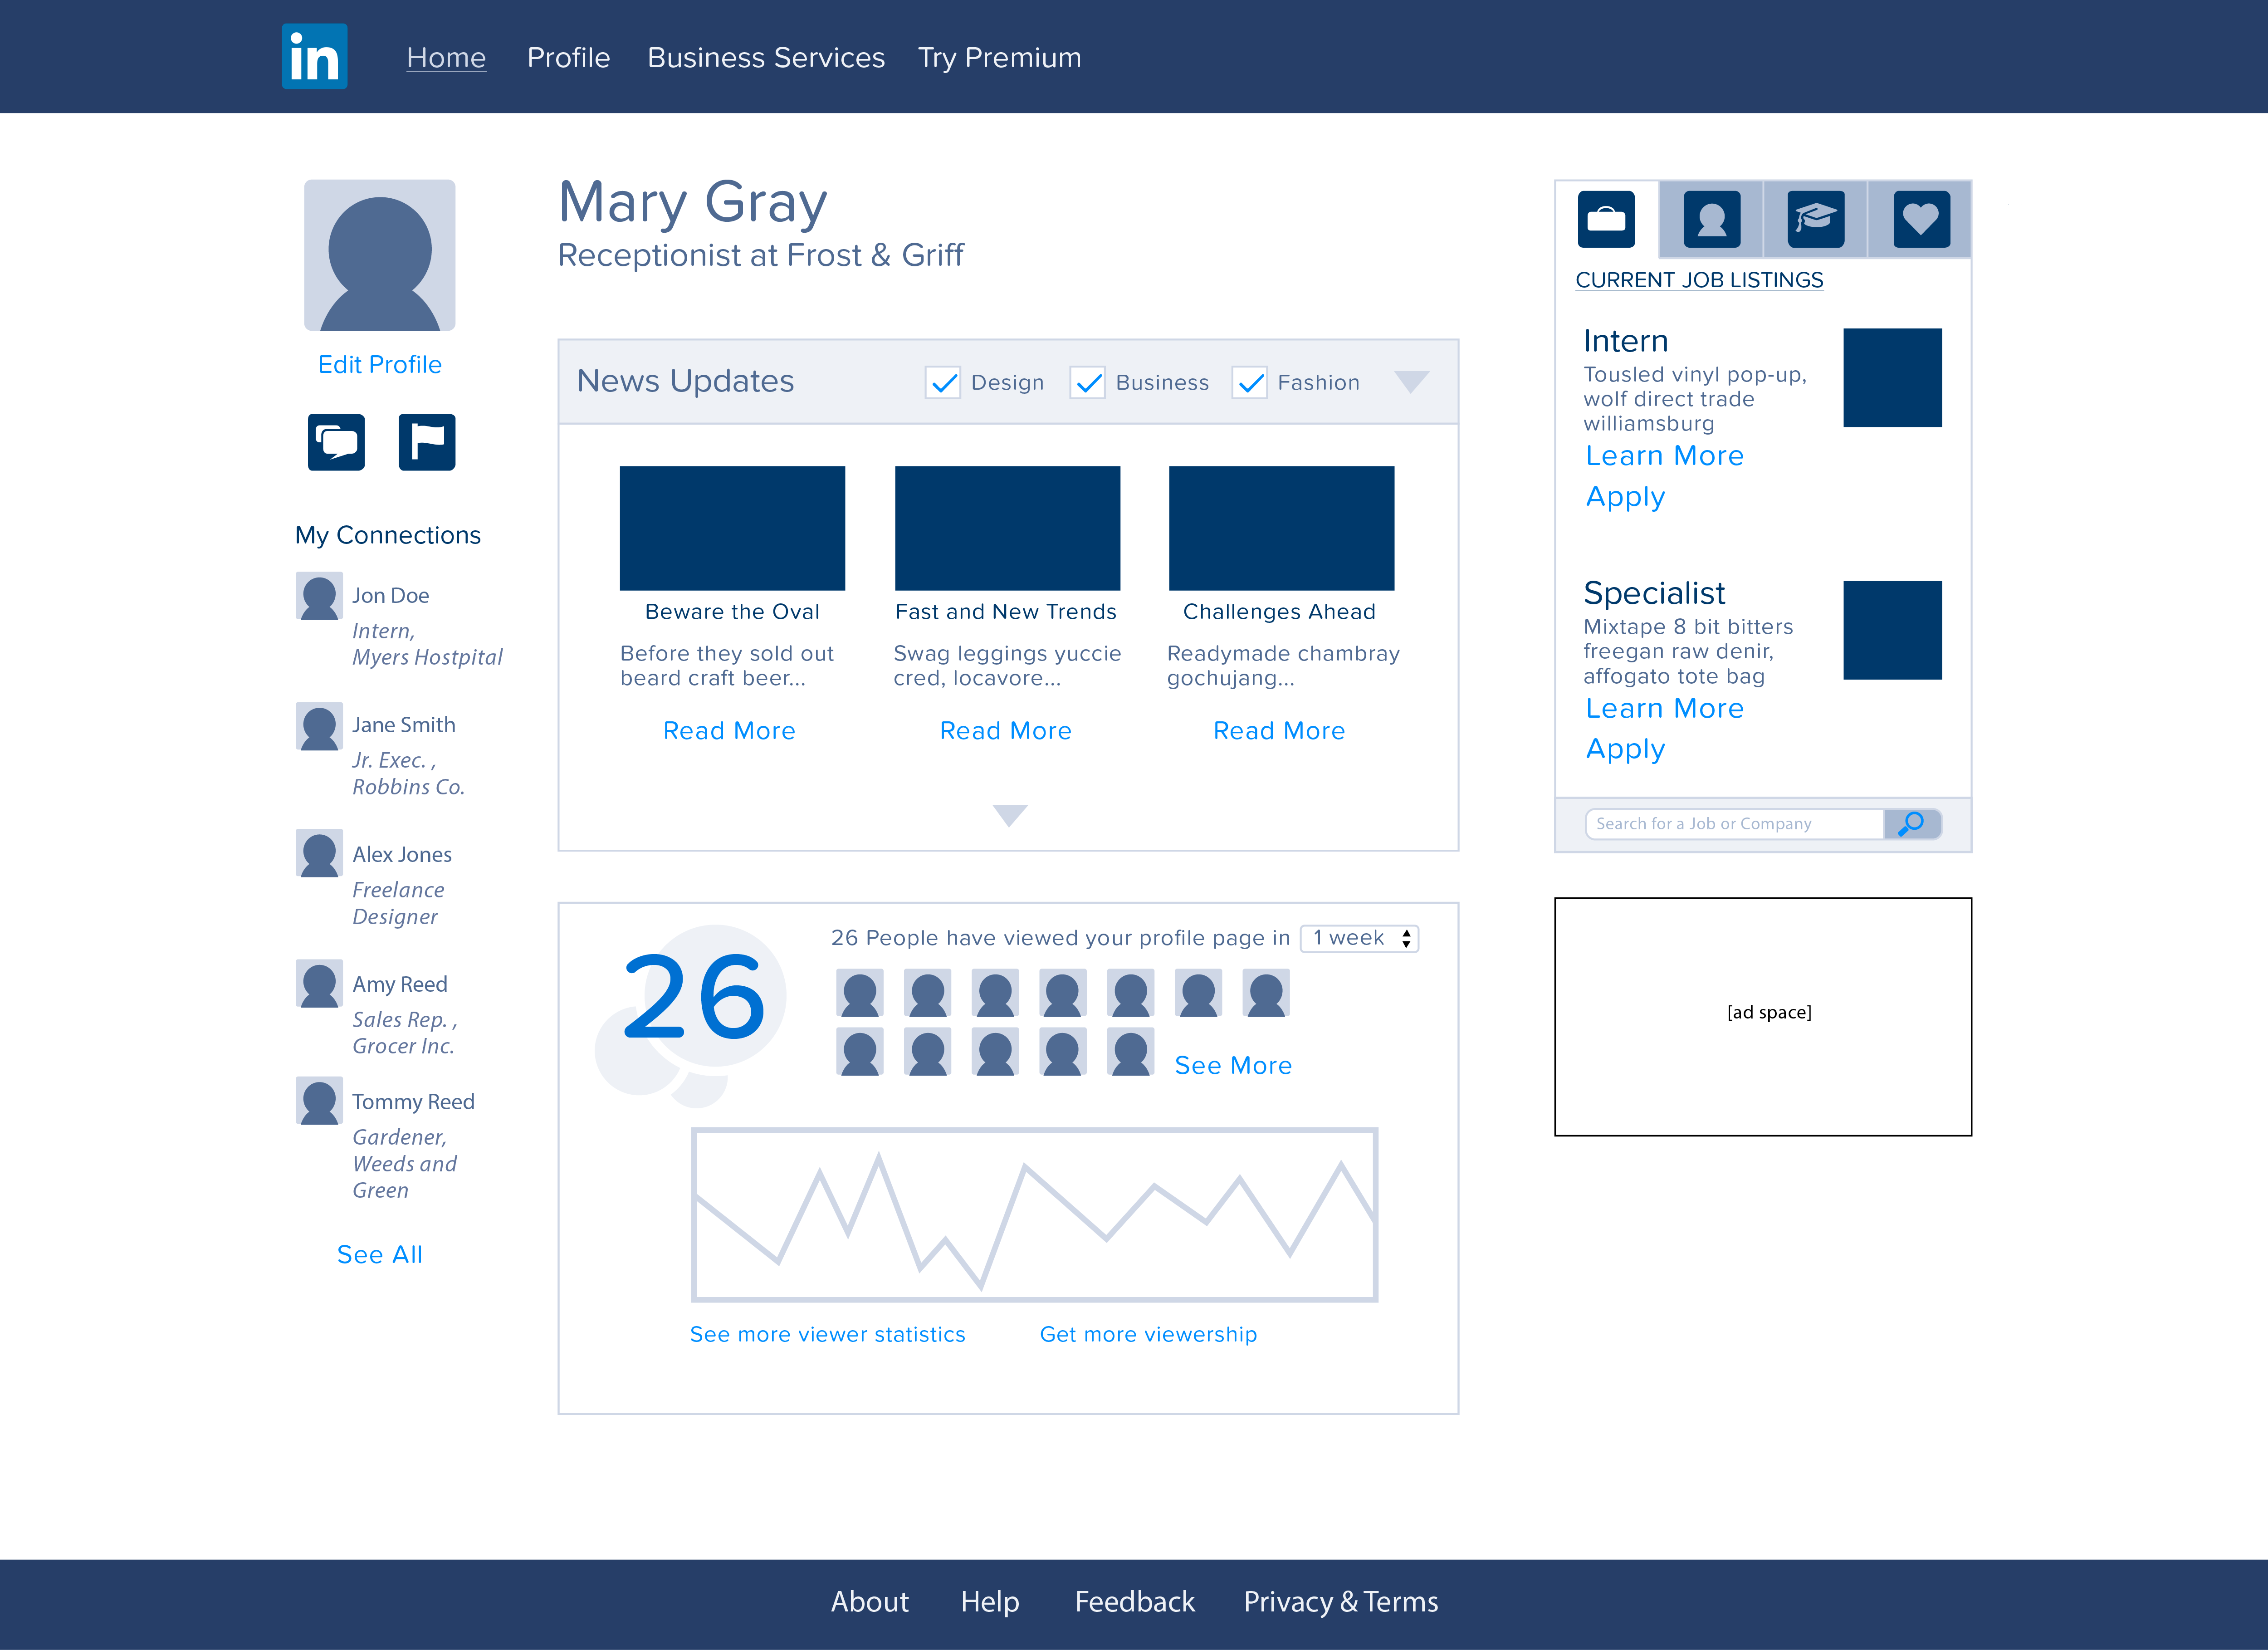 in
Home Profile Business Services Try Premium
Mary Gray
Receptionist at Frost & Griff
Edit Profile
My Connections
Jon Doe
Intern,
Myers Hostpital
Jane Smith
Jr. Exec. ,
Robbins Co.
Alex Jones
Freelance
Designer
Amy Reed
Sales Rep. ,
Grocer Inc.
Tommy Reed
Gardener,
Weeds and
Green
See All
News Updates Design Business Fashion
Beware the Oval
Before they sold out
beard craft beer...
Read More
Fast and New Trends
Swag leggings yuccie
cred, locavore...
Read More
Challenges Ahead
Readymade chambray
gochujang...
Read More
26
26 People have viewed your profile page in 1 week
See More
See more viewer statistics Get more viewership
CURRENT JOB LISTINGS
Intern
Tousled vinyl pop-up,
wolf direct trade
williamsburg
Learn More
Apply
Specialist
Mixtape 8 bit bitters
freegan raw denir,
affogato tote bag
Learn More
Apply
Search for a Job or Company
[ad space]
About Help Feedback Privacy & Terms